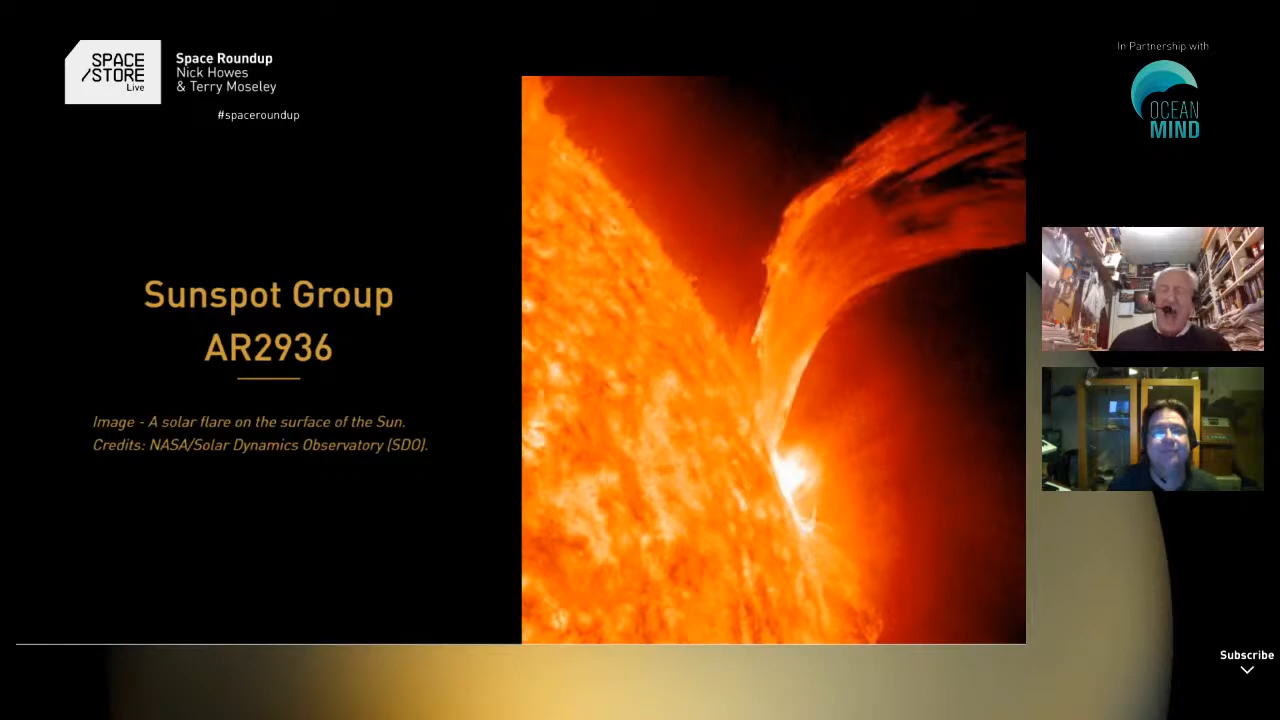 SPACE
/STORE
Live
Space Roundup
Nick Howes
& Terry Moseley
#spaceroundup
In Partnership with
OCEAN
MIND
Sunspot Group
AR2936
Image - A solar flare on the surface of the Sun.
Credits: NASA/Solar Dynamics Observatory (SDO).
Subscribe